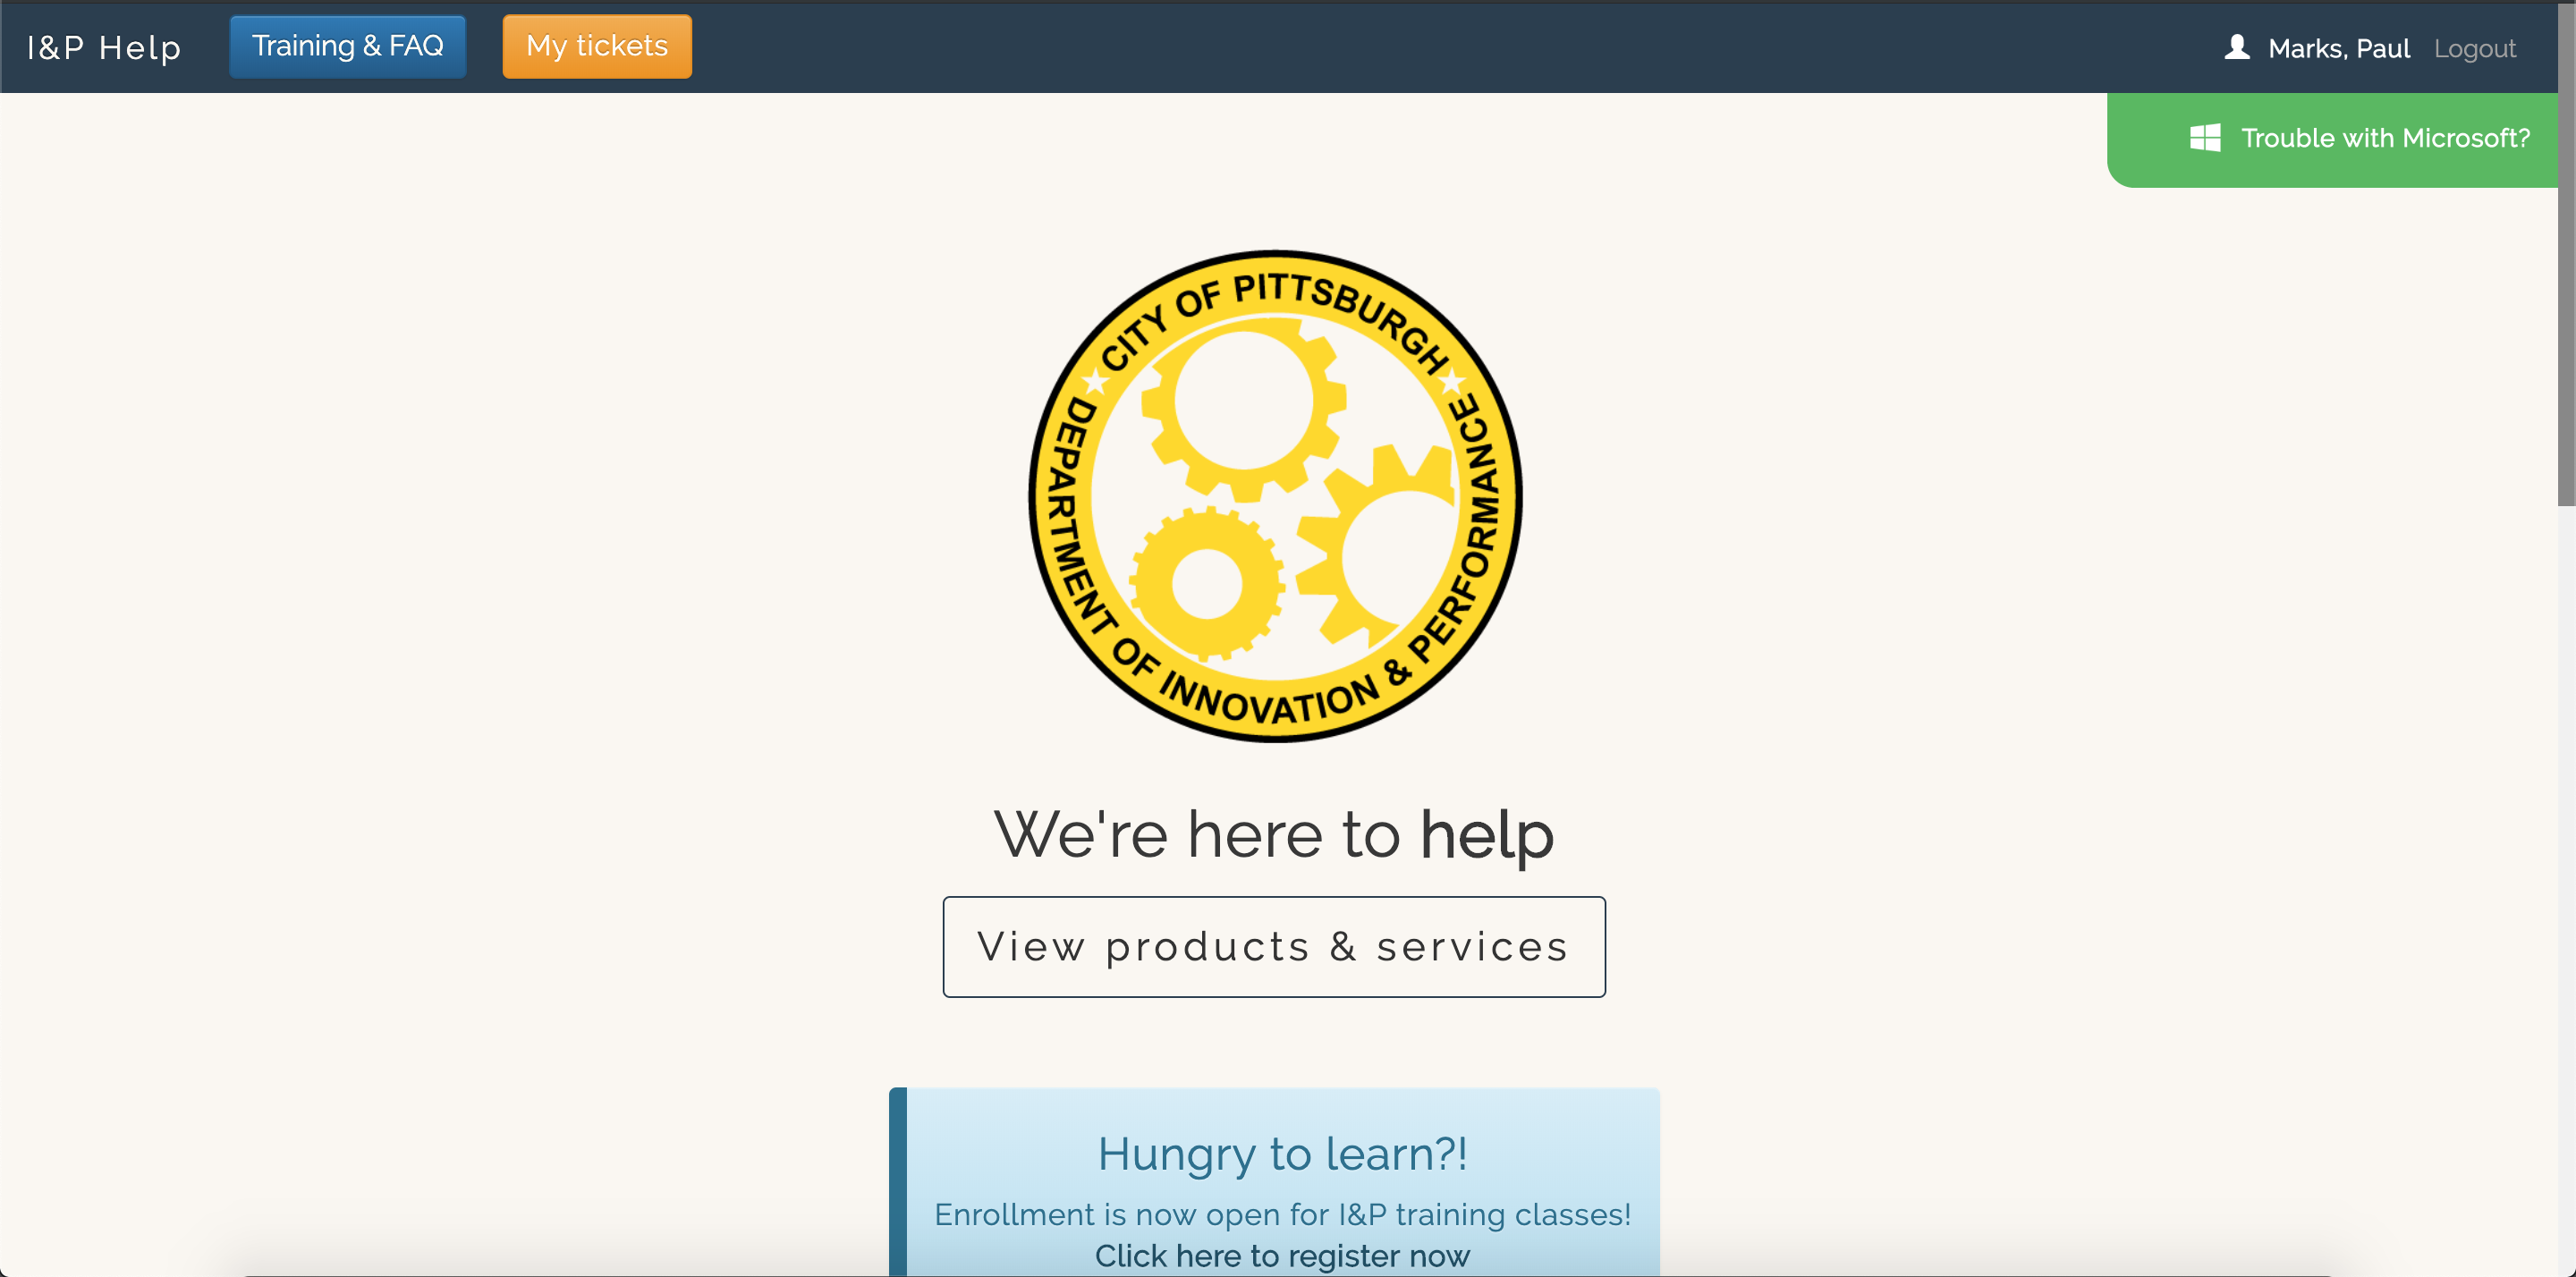 I&P Help
Training & FAQ
My tickets
Marks, Paul
Logout
Trouble with Microsoft?
CITY OF PITTSBURGH
DEPARTMENT OF INNOVATION & PERFORMANCE
We're here to help
View products & services
Hungry to learn?!
Enrollment is now open for I&P training classes!
Click here to register now